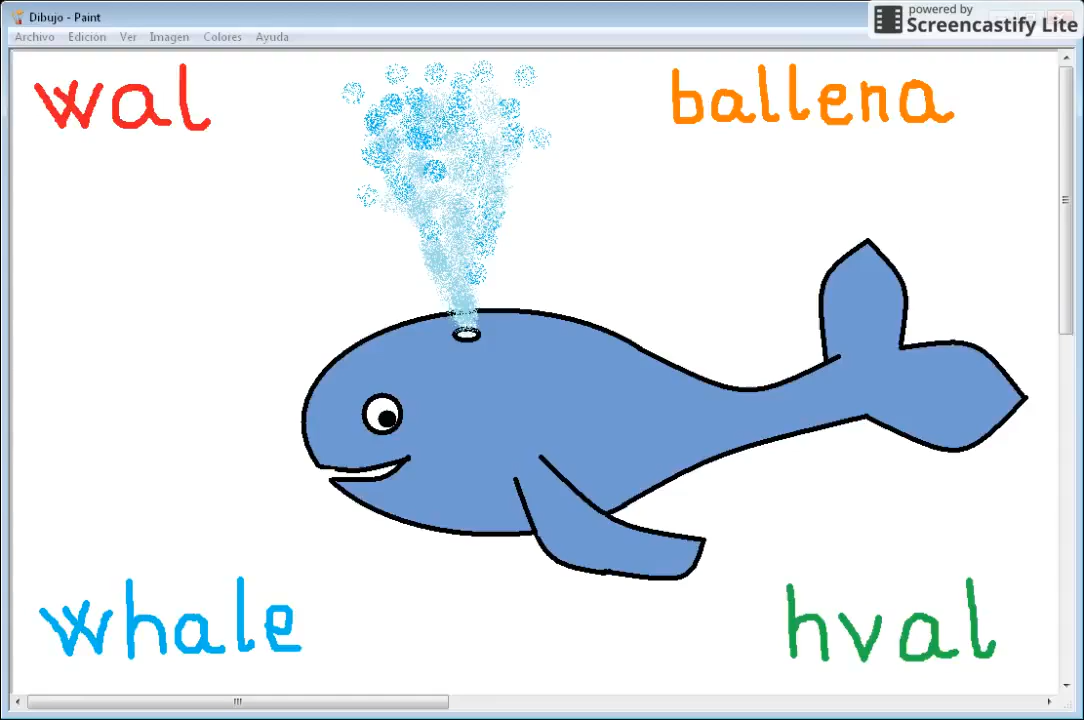 Dibujo - Paint
powered by
Screencastify Lite
Archivo Edición Ver Imagen Colores Ayuda
wal
ballena
whale
hval